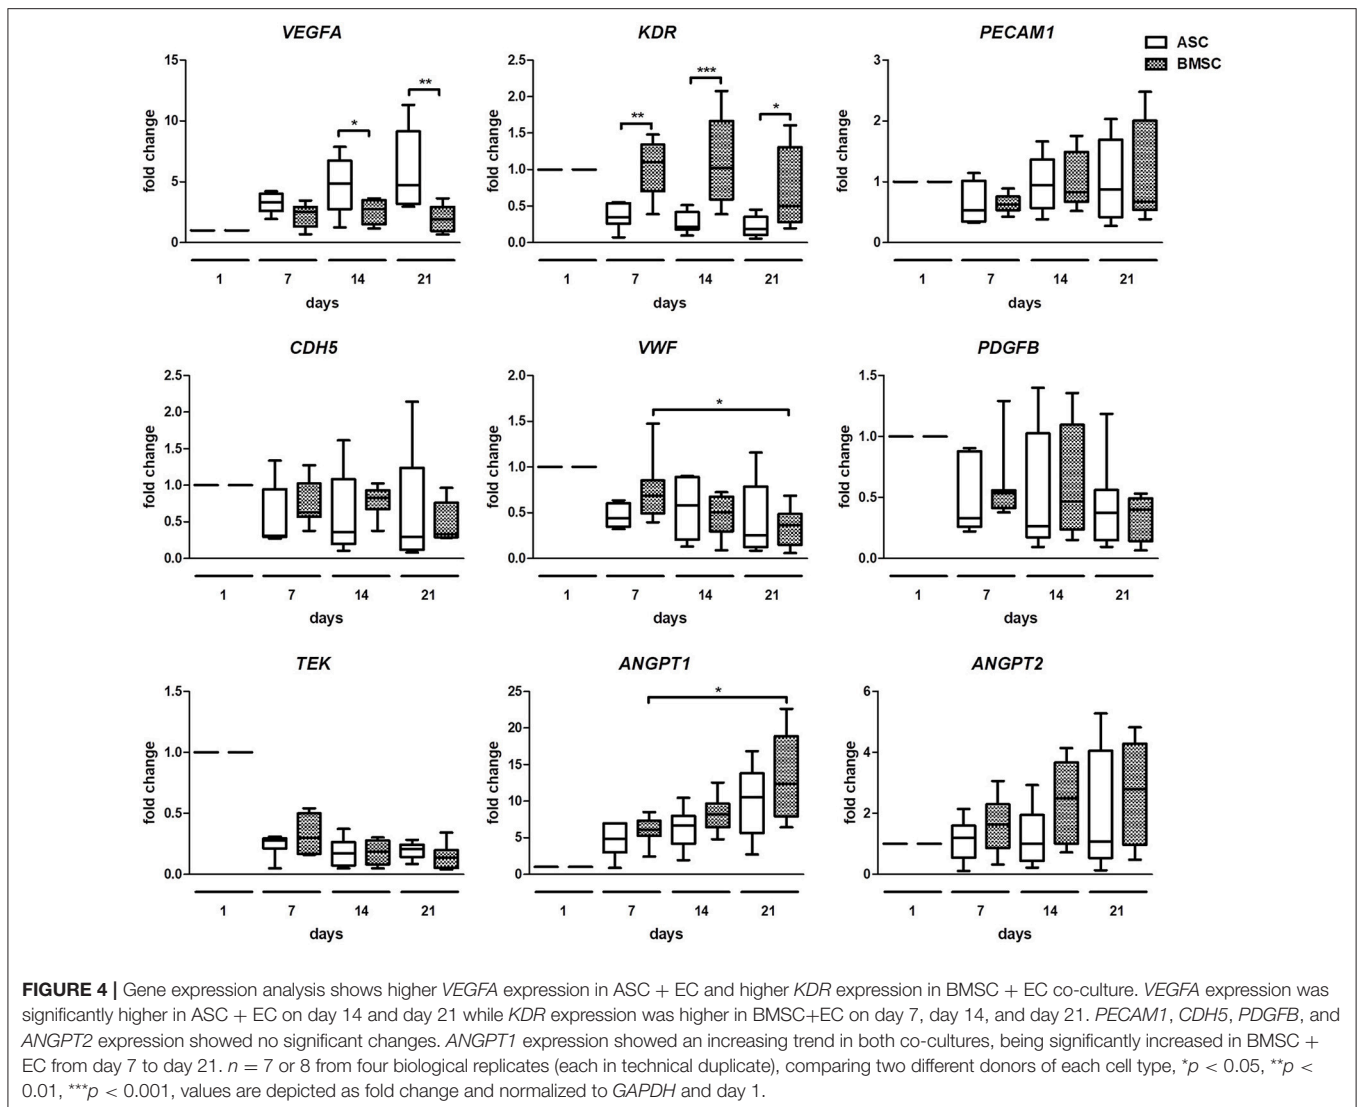 VEGFA
KDR
PECAM1
ASC
BMSC
fold change
15
10
5
0
*
**
1
7
14
21
days
fold change
2.5
2.0
1.5
1.0
0.5
0.0
**
***
*
1
7
14
21
days
fold change
3
2
1
0
1
7
14
21
days
CDH5
VWF
PDGFB
fold change
2.5
2.0
1.5
1.0
0.5
0.0
1
7
14
21
days
fold change
2.0
1.5
1.0
0.5
0.0
*
1
7
14
21
days
fold change
1.5
1.0
0.5
0.0
1
7
14
21
days
TEK
ANGPT1
ANGPT2
fold change
1.5
1.0
0.5
0.0
1
7
14
21
days
fold change
25
20
15
10
5
0
*
1
7
14
21
days
fold change
6
4
2
0
1
7
14
21
days
FIGURE 4 | Gene expression analysis shows higher VEGFA expression in ASC + EC and higher KDR expression in BMSC + EC co-culture. VEGFA expression was
significantly higher in ASC + EC on day 14 and day 21 while KDR expression was higher in BMSC+EC on day 7, day 14, and day 21. PECAM1, CDH5, PDGFB, and
ANGPT2 expression showed no significant changes. ANGPT1 expression showed an increasing trend in both co-cultures, being significantly increased in BMSC +
EC from day 7 to day 21. n = 7 or 8 from four biological replicates (each in technical duplicate), comparing two different donors of each cell type, *p < 0.05, **p <
0.01, ***p < 0.001, values are depicted as fold change and normalized to GAPDH and day 1.